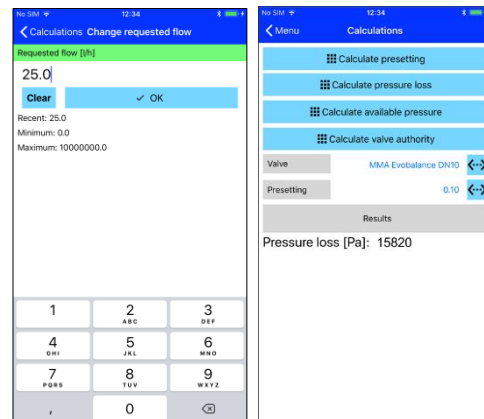 No SIM 12:34
Calculations Change requested flow
Requested flow [l/h]
25.0
Clear ✓ OK
Recent: 25.0
Minimum: 0.0
Maximum: 10000000.0
1 2 3
ABC DEF
4 5 6
GHI JKL MNO
7 8 9
PQRS TUV WXYZ
, 0
No SIM 12:34
Menu Calculations
Calculate presetting
Calculate pressure loss
Calculate available pressure
Calculate valve authority
Valve MMA Evobalance DN10
Presetting 0.10
Results
Pressure loss [Pa]: 15820